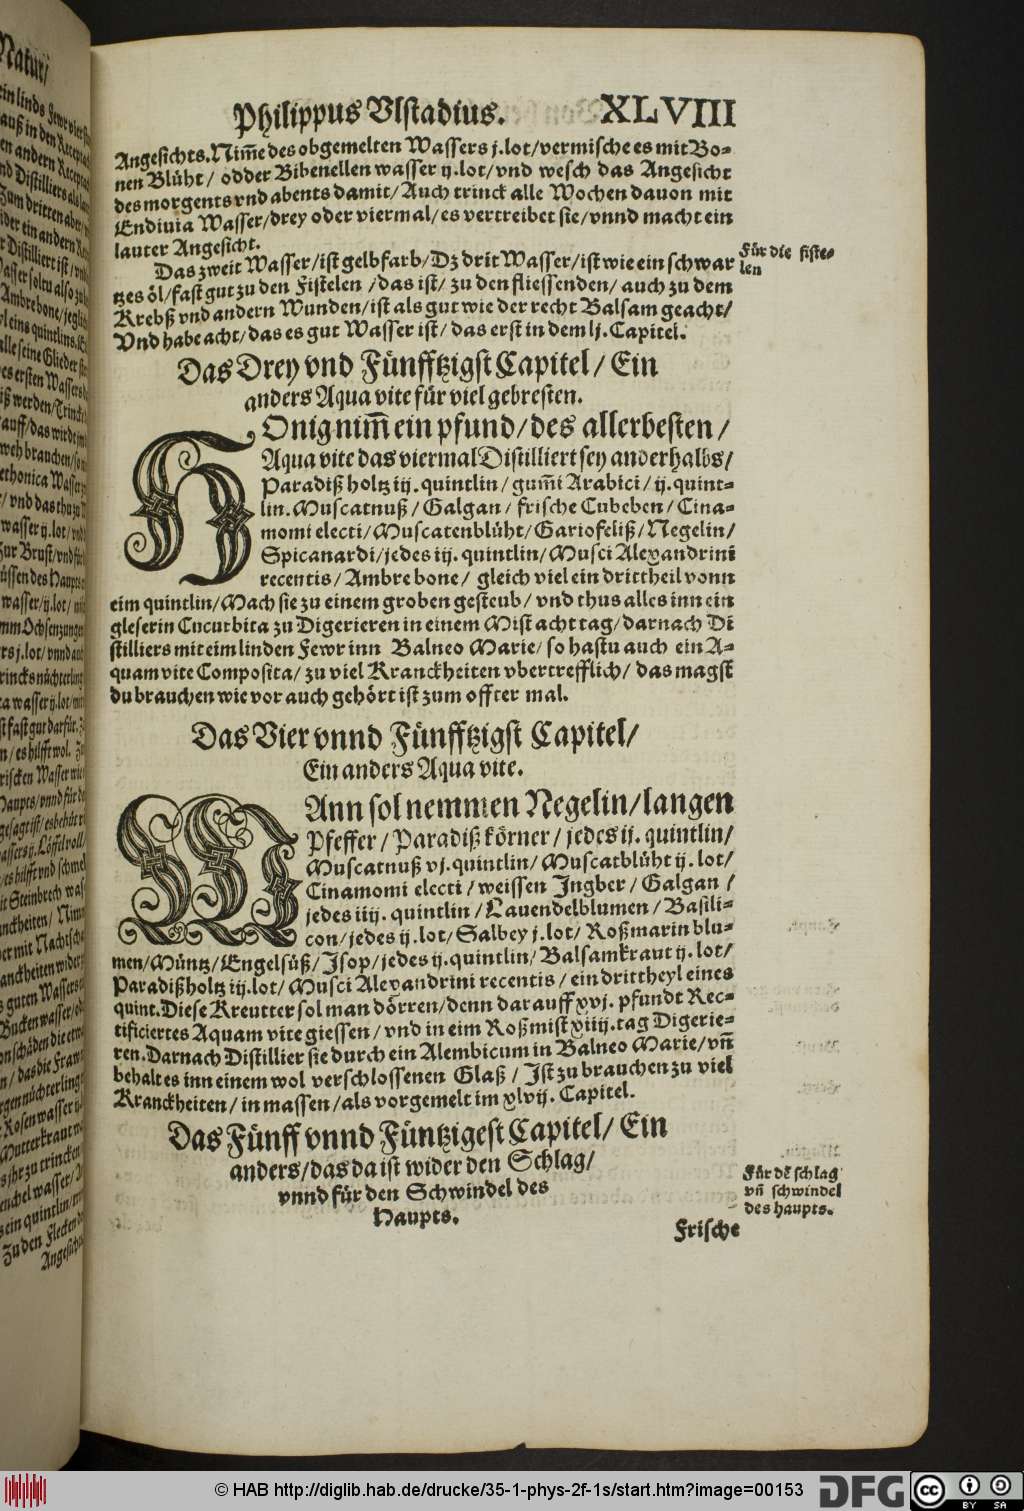 Philippus Vlstadius. XLVIII
Angesichts. Nim̃e des obgemelten Wassers j. lot/vermische es mit Bo⸗
nen Blüht / odder Bibenellen wasser ij. lot/vnd wesch das Angesicht
des morgents vnd abents damit/ Auch trinck alle Wochen dauon mit
Endiuia Wasser/drey oder viermal/es vertreibet sie/vnnd macht ein
lauter Angesicht.
Das zweit Wasser/ist gelbfarb/Dz drit Wasser/ist wie ein schwar
tzes öl/fast gut zu den Fistelen /das ist/ zu den fliessenden/ auch zu dem
Krebß vnd andern Wunden/ist als gut wie der recht Balsam geacht/
Vnd habe acht/das es gut Wasser ist/ das erst in dem lj. Capitel.
Für die fiste⸗
len
Das Drey vnd Fünfftzigst Capitel/ Ein
anders Aqua vite für viel gebresten.
HOnig nim̃ ein pfund/des allerbesten/
Aqua vite das viermal Distilliert sey anderhalbs/
Paradiß holtz iij. quintlin/ gum̃i Arabici/ ij. quint⸗
lin. Muscatnuß/ Galgan/ frische Cubeben/ Cina⸗
momi electi/ Muscatenblüht/Gariofeliß/Negelin/
Spicanardi/jedes iij. quintlin/Musci Alexandrini
recentis/ Ambre bone/ gleich viel ein drittheil vonn
eim quintlin/Mach sie zu einem groben gesteub/ vnd thus alles inn ein
gleserin Cucurbita zu Digerieren in einem Mist acht tag/darnach Di
stilliers mit eim linden Fewr inn Balneo Marie/ so hastu auch ein A⸗
quam vite Composita/ zu viel Kranckheiten vbertrefflich/ das magst
du brauchen wie vor auch gehört ist zum offter mal.
Das Vier vnnd Fünfftzigst Capitel/
Ein anders Aqua vite.
MAnn sol nemmen Negelin/langen
Pfeffer/ Paradiß körner/ jedes ij. quintlin/
Muscatnuß vj. quintlin/ Muscatblüht ij. lot/
Cinamomi electi/ weissen Ingber/ Galgan/
jedes iiij. quintlin/ Lauendelblumen/ Basili⸗
con/jedes ij. lot/ Salbey j. lot/ Roßmarin blu⸗
men/Müntz/Engelsüß/Isop/jedes ij. quintlin/Balsamkraut ij. lot/
Paradißholtz iij. lot/ Musci Alexandrini recentis/ ein drittheyl eines
quint. Diese Kreutter sol man dörren/denn darauff xvj. pfundt Rec⸗
tificiertes Aquam vite giessen/ vnd in eim Roßmist xiiij. tag Digerie⸗
ren. Darnach Distillier sie durch ein Alembicum in Balneo Marie/vñ
behalt es inn einem wol verschlossenen Glaß/ Ist zu brauchen zu viel
Kranckheiten/ in massen/als vorgemelt im xlvij. Capitel.
Das Fünff vnnd Füntzigest Capitel/ Ein
anders/das da ist wider den Schlag/
vnnd für den Schwindel des
Haupts.
Für dē schlag
vñ schwindel
des haupts.
Frische
© HAB http://diglib.hab.de/drucke/35-1-phys-2f-1s/start.htm?image=00153
DFG
cc
BY SA